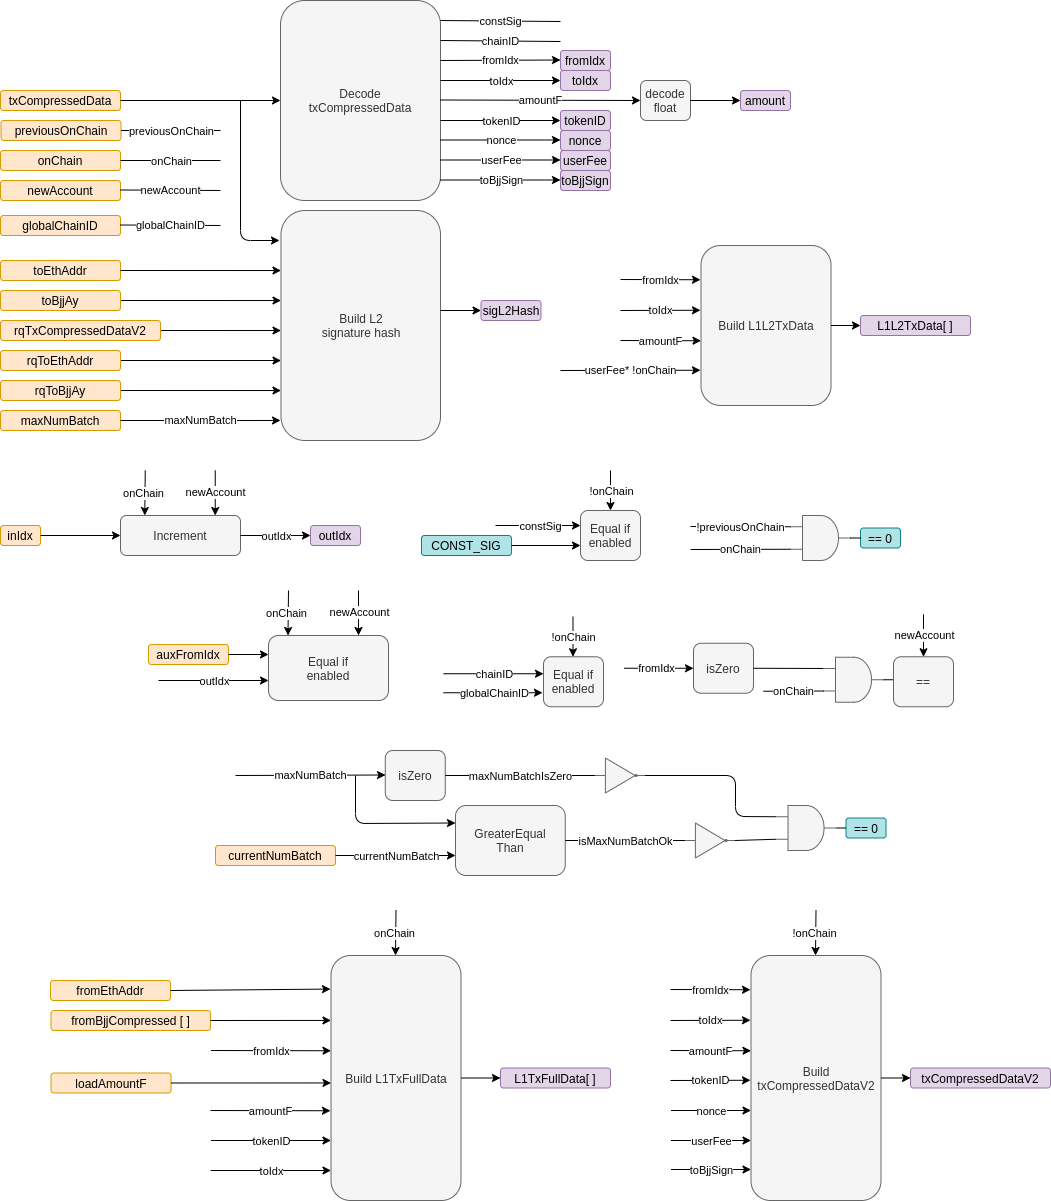 constSig
chainID
fromIdx
fromIdx
toIdx
toIdx
Decode
txCompressedData
txCompressedData
amountF
decode
float
amount
previousOnChain
previousOnChain
tokenID
tokenID
nonce
nonce
onChain
onChain
userFee
userFee
toBjjSign
toBjjSign
newAccount
newAccount
globalChainID
globalChainID
toEthAddr
toBjjAy
rqTxCompressedDataV2
rqToEthAddr
rqToBjjAy
maxNumBatch
maxNumBatch
Build L2
signature hash
sigL2Hash
fromIdx
toIdx
amountF
userFee* !onChain
Build L1L2TxData
L1L2TxData[ ]
onChain
newAccount
inIdx
Increment
outIdx
outIdx
!onChain
constSig
CONST_SIG
Equal if
enabled
!previousOnChain
onChain
== 0
onChain
newAccount
auxFromIdx
outIdx
Equal if
enabled
!onChain
chainID
globalChainID
Equal if
enabled
fromIdx
isZero
onChain
newAccount
==
maxNumBatch
isZero
maxNumBatchIsZero
GreaterEqual
Than
currentNumBatch
currentNumBatch
isMaxNumBatchOk
== 0
onChain
fromEthAddr
fromBjjCompressed [ ]
fromIdx
loadAmountF
amountF
tokenID
toIdx
Build L1TxFullData
L1TxFullData[ ]
!onChain
fromIdx
toIdx
amountF
tokenID
nonce
userFee
toBjjSign
Build
txCompressedDataV2
txCompressedDataV2